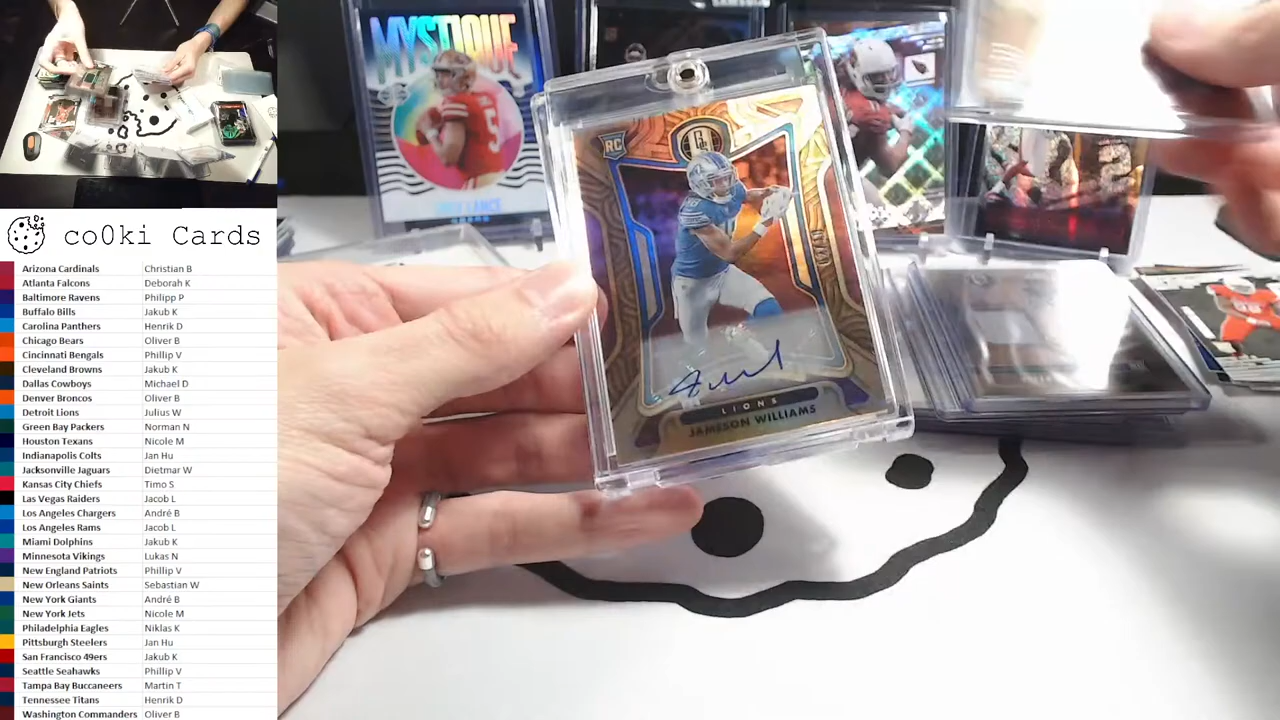 co0ki Cards
Arizona Cardinals Christian B
Atlanta Falcons Deborah K
Baltimore Ravens Philipp P
Buffalo Bills Jakub K
Carolina Panthers Henrik D
Chicago Bears Oliver B
Cincinnati Bengals Phillip V
Cleveland Browns Jakub K
Dallas Cowboys Michael D
Denver Broncos Oliver B
Detroit Lions Julius W
Green Bay Packers Norman N
Houston Texans Nicole M
Indianapolis Colts Jan Hu
Jacksonville Jaguars Dietmar W
Kansas City Chiefs Timo S
Las Vegas Raiders Jacob L
Los Angeles Chargers André B
Los Angeles Rams Jacob L
Miami Dolphins Jakub K
Minnesota Vikings Lukas N
New England Patriots Phillip V
New Orleans Saints Sebastian W
New York Giants André B
New York Jets Nicole M
Philadelphia Eagles Niklas K
Pittsburgh Steelers Jan Hu
San Francisco 49ers Jakub K
Seattle Seahawks Phillip V
Tampa Bay Buccaneers Martin T
Tennessee Titans Henrik D
Washington Commanders Oliver B
MYSTIQUE
5
RC
LIONS
JAMESON WILLIAMS